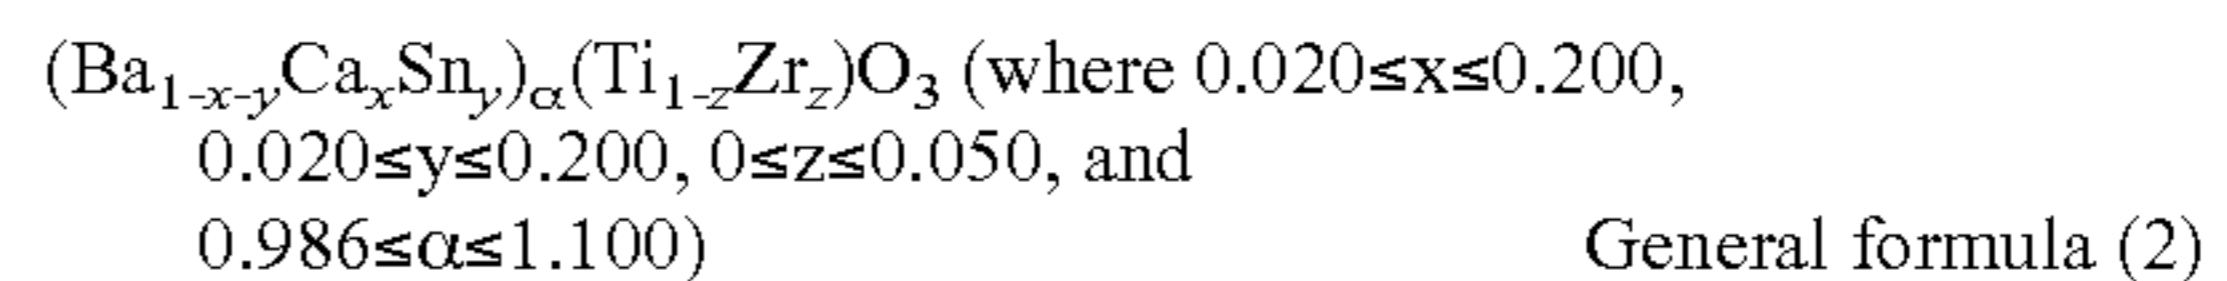 (Ba₁₋ₓ₋ᵧCaₓSnᵧ)α(Ti₁₋zZrz)O₃ (where 0.020≤x≤0.200,
0.020≤y≤0.200, 0≤z≤0.050, and
0.986≤α≤1.100) General formula (2)